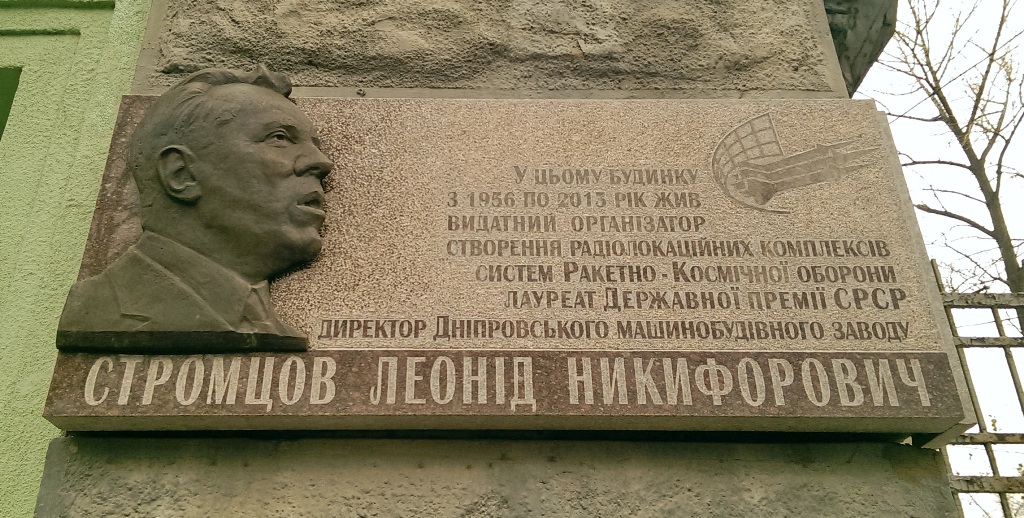 У ЦЬОМУ БУДИНКУ
З 1956 ПО 2013 РІК ЖИВ
ВИДАТНИЙ ОРГАНІЗАТОР
СТВОРЕННЯ РАДІОЛОКАЦІЙНИХ КОМПЛЕКСІВ
СИСТЕМ РАКЕТНО-КОСМІЧНОЇ ОБОРОНИ
ЛАУРЕАТ ДЕРЖАВНОЇ ПРЕМІЇ СРСР
ДИРЕКТОР ДНІПРОВСЬКОГО МАШИНОБУДІВНОГО ЗАВОДУ
СТРОМЦОВ ЛЕОНІД НИКИФОРОВИЧ